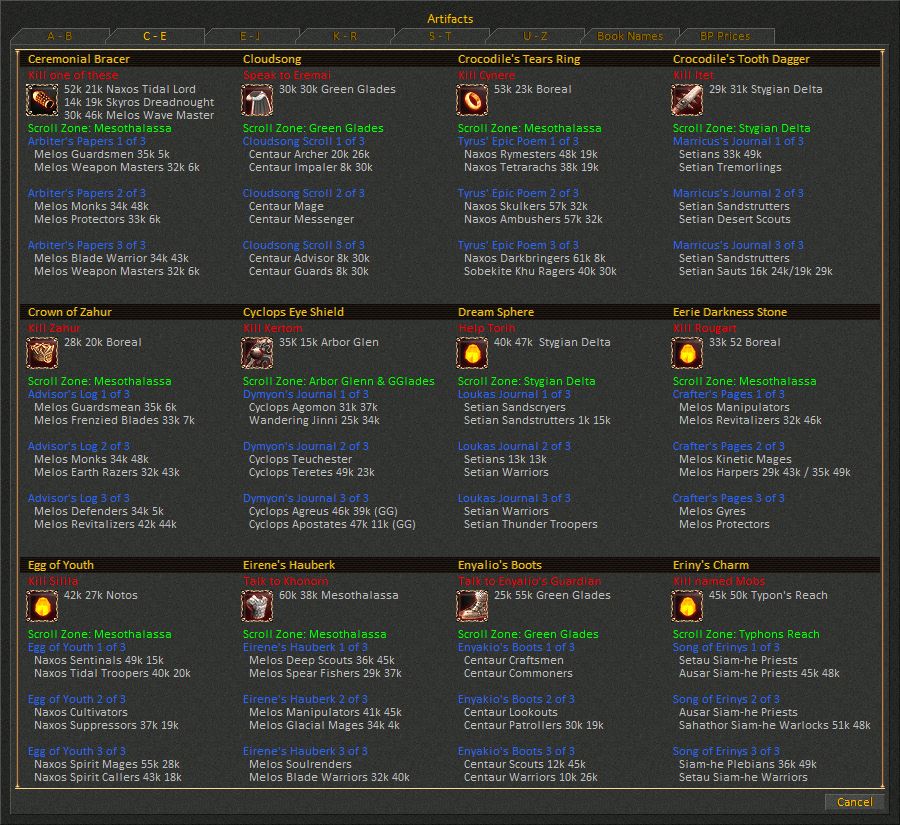 Artifacts
A - B
C - E
E - J
K - R
S - T
U - Z
Book Names
BP Prices
Ceremonial Bracer
Kill one of these
52k 21k Naxos Tidal Lord
14k 19k Skyros Dreadnought
30k 46k Melos Wave Master
Scroll Zone: Mesothalassa
Arbiter's Papers 1 of 3
Melos Guardsmen 35k 5k
Melos Weapon Masters 32k 6k
Arbiter's Papers 2 of 3
Melos Monks 34k 48k
Melos Protectors 33k 6k
Arbiter's Papers 3 of 3
Melos Blade Warrior 34k 43k
Melos Weapon Masters 32k 6k
Cloudsong
Speak to Eremai
30k 30k Green Glades
Scroll Zone: Green Glades
Cloudsong Scroll 1 of 3
Centaur Archer 20k 26k
Centaur Impaler 8k 30k
Cloudsong Scroll 2 of 3
Centaur Mage
Centaur Messenger
Cloudsong Scroll 3 of 3
Centaur Advisor 8k 30k
Centaur Guards 8k 30k
Crocodile's Tears Ring
Kill Cynere
53k 23k Boreal
Scroll Zone: Mesothalassa
Tyrus' Epic Poem 1 of 3
Naxos Rymesters 48k 19k
Naxos Tetrarachs 38k 19k
Tyrus' Epic Poem 2 of 3
Naxos Skulkers 57k 32k
Naxos Ambushers 57k 32k
Tyrus' Epic Poem 3 of 3
Naxos Darkbringers 61k 8k
Sobekite Khu Ragers 40k 30k
Crocodile's Tooth Dagger
Kill Itet
29k 31k Stygian Delta
Scroll Zone: Stygian Delta
Marricus's Journal 1 of 3
Setians 33k 49k
Setian Tremorlings
Marricus's Journal 2 of 3
Setian Sandstrutters
Setian Desert Scouts
Marricus's Journal 3 of 3
Setian Sandstrutters
Setian Sauts 16k 24k/19k 29k
Crown of Zahur
Kill Zahur
28k 20k Boreal
Scroll Zone: Mesothalassa
Advisor's Log 1 of 3
Melos Guardsmean 35k 6k
Melos Frenzied Blades 33k 7k
Advisor's Log 2 of 3
Melos Monks 34k 48k
Melos Earth Razers 32k 43k
Advisor's Log 3 of 3
Melos Defenders 34k 5k
Melos Revitalizers 42k 44k
Cyclops Eye Shield
Kill Kertom
35K 15k Arbor Glen
Scroll Zone: Arbor Glenn & GGlades
Dymyon's Journal 1 of 3
Cyclops Agomon 31k 37k
Wandering Jinni 25k 34k
Dymyon's Journal 2 of 3
Cyclops Teuchester
Cyclops Teretes 49k 23k
Dymyon's Journal 3 of 3
Cyclops Agreus 46k 39k (GG)
Cyclops Apostates 47k 11k (GG)
Dream Sphere
Help Torih
40k 47k Stygian Delta
Scroll Zone: Stygian Delta
Loukas Journal 1 of 3
Setian Sandscryers
Setian Sandstrutters 1k 15k
Loukas Journal 2 of 3
Setians 13k 13k
Setian Warriors
Loukas Journal 3 of 3
Setian Warriors
Setian Thunder Troopers
Eerie Darkness Stone
Kill Rougart
33k 52 Boreal
Scroll Zone: Mesothalassa
Crafter's Pages 1 of 3
Melos Manipulators
Melos Revitalizers 32k 46k
Crafter's Pages 2 of 3
Melos Kinetic Mages
Melos Harpers 29k 43k / 35k 49k
Crafter's Pages 3 of 3
Melos Gyres
Melos Protectors
Egg of Youth
Kill Sillia
42k 27k Notos
Scroll Zone: Mesothalassa
Egg of Youth 1 of 3
Naxos Sentinals 49k 15k
Naxos Tidal Troopers 40k 20k
Egg of Youth 2 of 3
Naxos Cultivators
Naxos Suppressors 37k 19k
Egg of Youth 3 of 3
Naxos Spirit Mages 55k 28k
Naxos Spirit Callers 43k 18k
Eirene's Hauberk
Talk to Khonorn
60k 38k Mesothalassa
Scroll Zone: Mesothalassa
Eirene's Hauberk 1 of 3
Melos Deep Scouts 36k 45k
Melos Spear Fishers 29k 37k
Eirene's Hauberk 2 of 3
Melos Manipulators 41k 45k
Melos Glacial Mages 34k 4k
Eirene's Hauberk 3 of 3
Melos Soulrenders
Melos Blade Warriors 32k 40k
Enyalio's Boots
Talk to Enyalio's Guardian
25k 55k Green Glades
Scroll Zone: Green Glades
Enyakio's Boots 1 of 3
Centaur Craftsmen
Centaur Commoners
Enyakio's Boots 2 of 3
Centaur Lookouts
Centaur Patrollers 30k 19k
Enyakio's Boots 3 of 3
Centaur Scouts 12k 45k
Centaur Warriors 10k 26k
Eriny's Charm
Kill named Mobs
45k 50k Typon's Reach
Scroll Zone: Typhons Reach
Song of Erinys 1 of 3
Setau Siam-he Priests
Ausar Siam-he Priests 45k 48k
Song of Erinys 2 of 3
Ausar Siam-he Priests
Sahathor Siam-he Warlocks 51k 48k
Song of Erinys 3 of 3
Siam-he Plebians 36k 49k
Setau Siam-he Warriors
Cancel